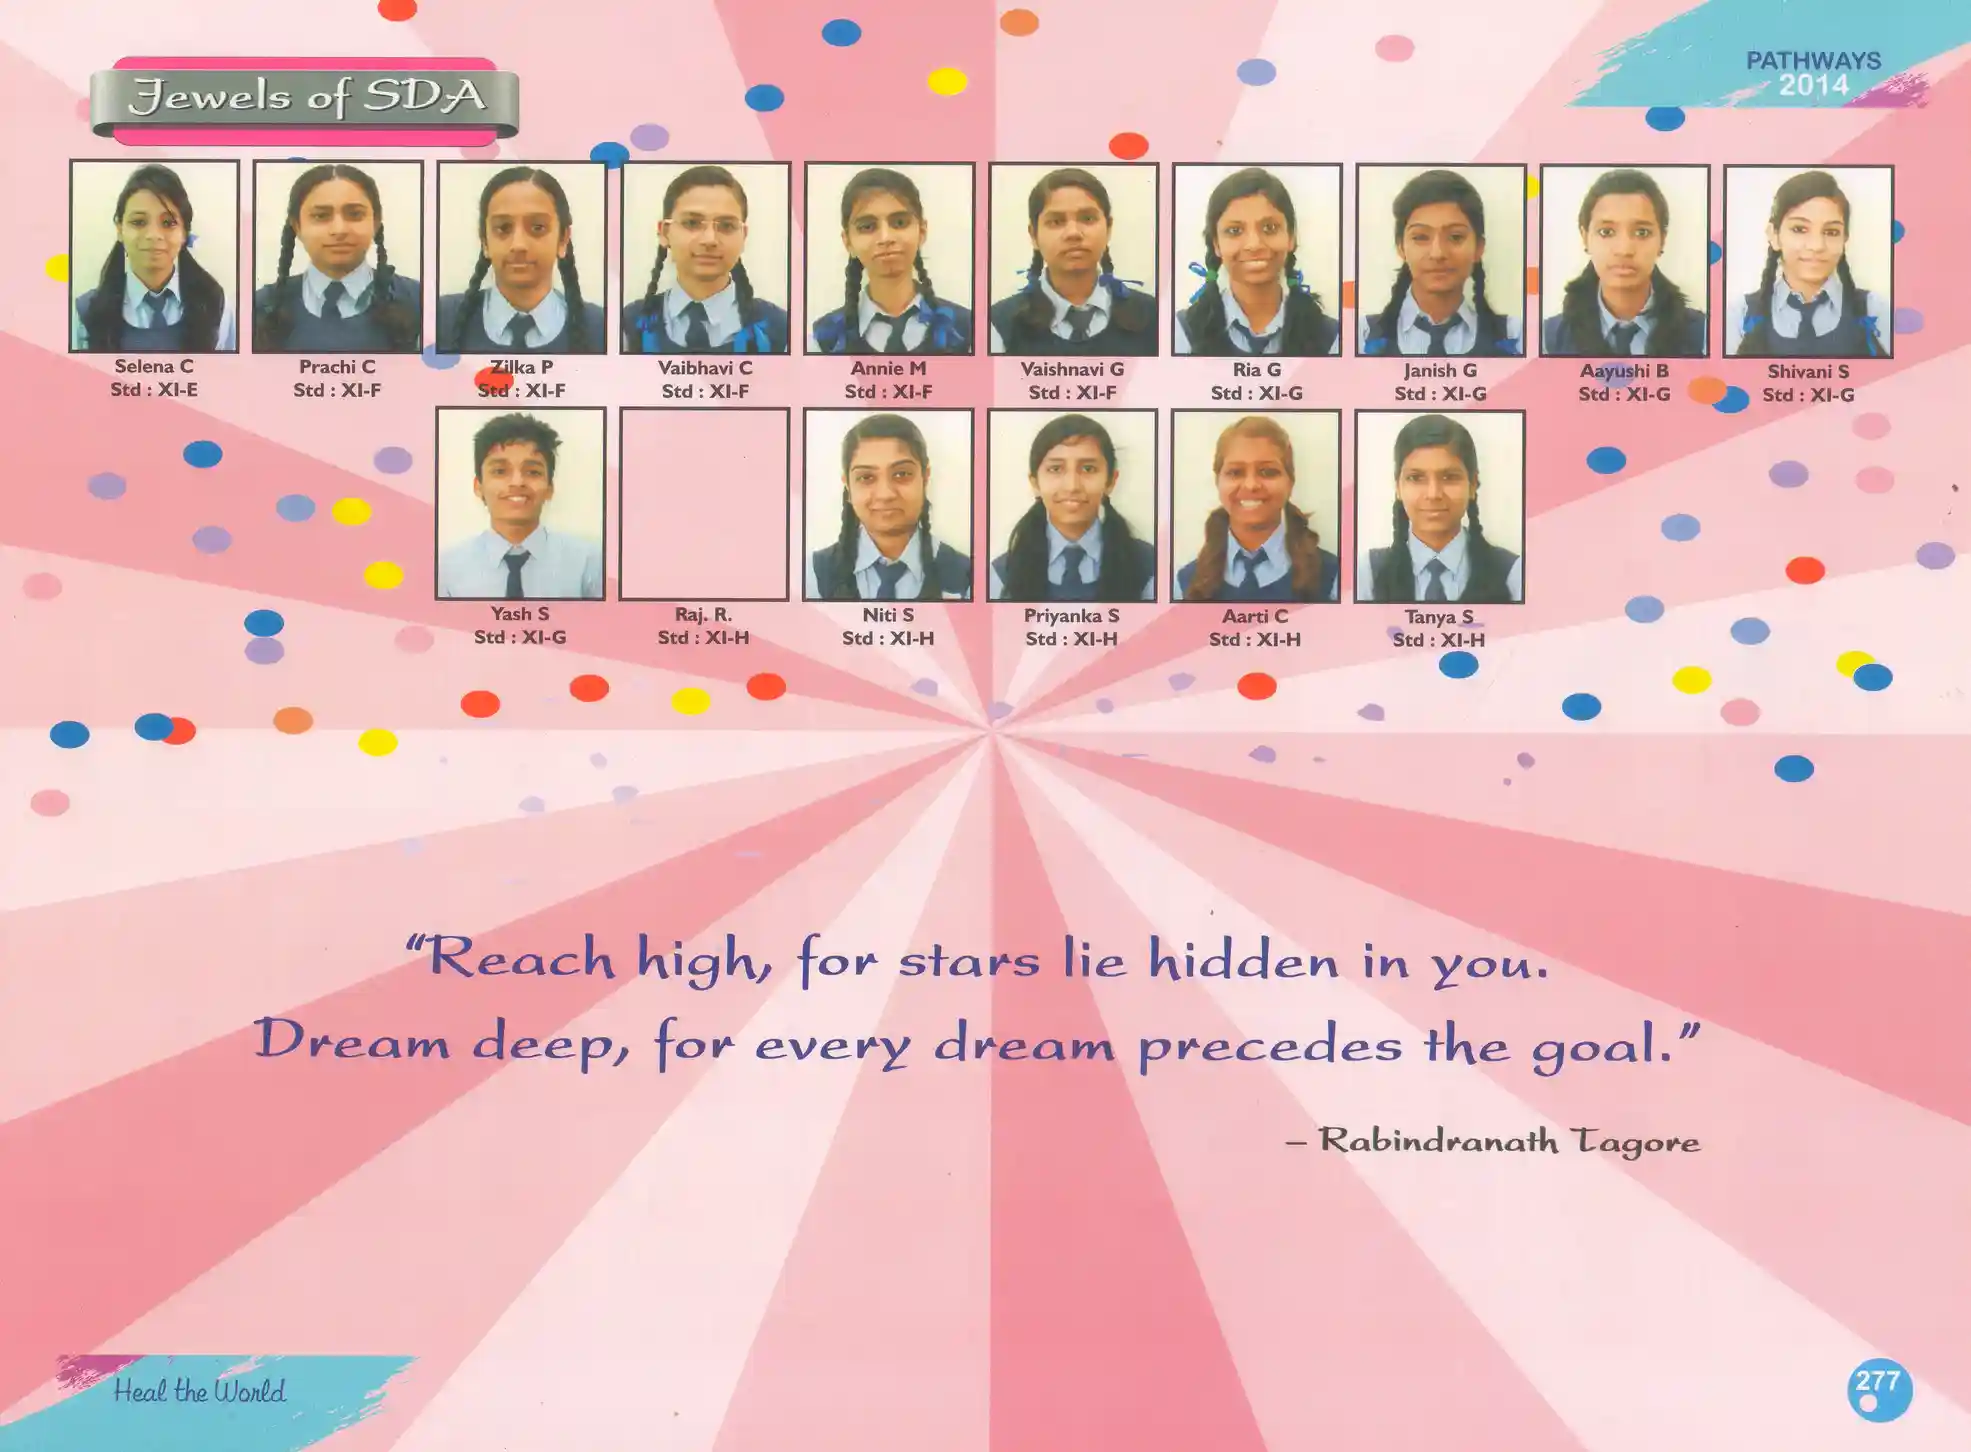 Jewels of SDA
PATHWAYS
2014
Selena C
Std : XI-E
Prachi C
Std : XI-F
Zilka P
Std : XI-F
Vaibhavi C
Std : XI-F
Annie M
Std : XI-F
Vaishnavi G
Std : XI-F
Ria G
Std : XI-G
Janish G
Std : XI-G
Aayushi B
Std : XI-G
Shivani S
Std : XI-G
Yash S
Std : XI-G
Raj. R.
Std : XI-H
Niti S
Std : XI-H
Priyanka S
Std : XI-H
Aarti C
Std : XI-H
Tanya S
Std : XI-H
“Reach high, for stars lie hidden in you.
Dream deep, for every dream precedes the goal.”
– Rabindranath Tagore
Heal the World
277